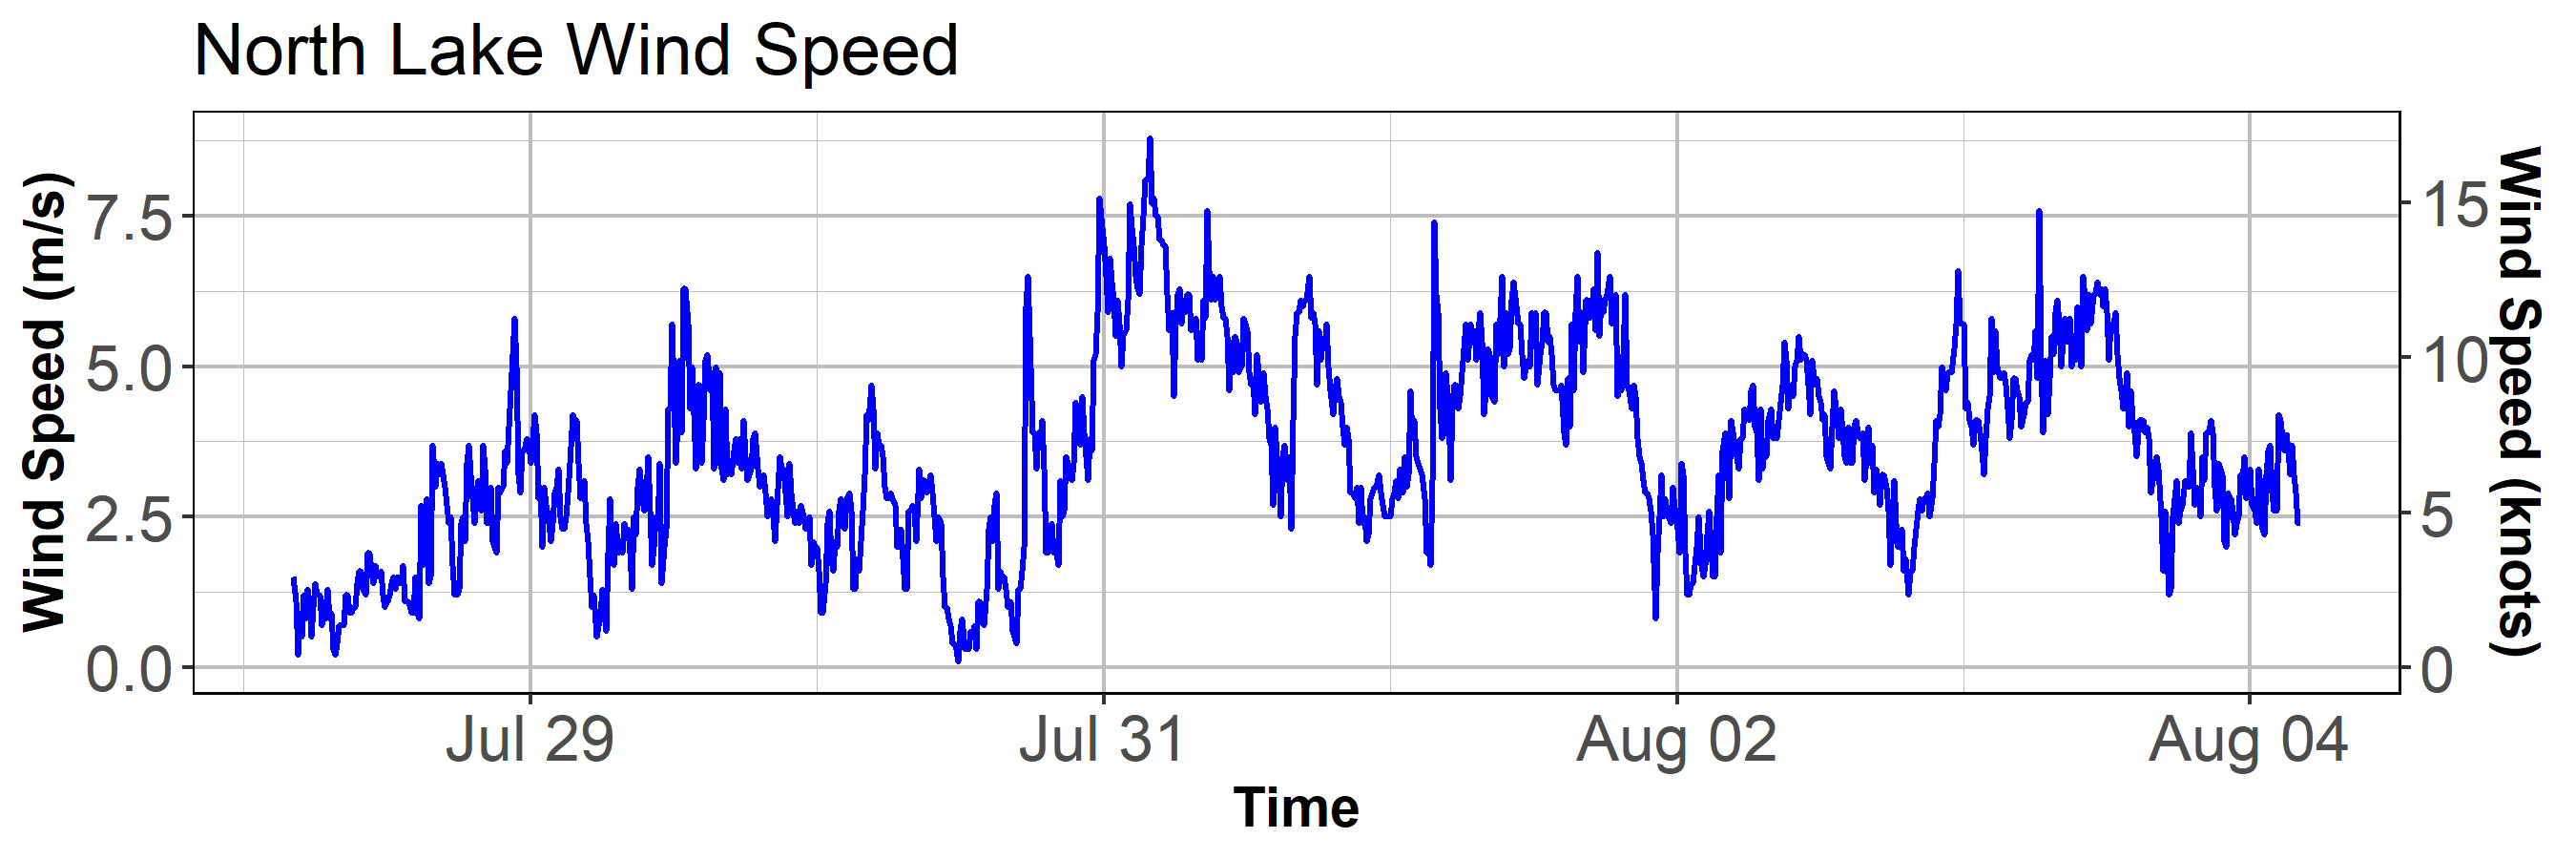 North Lake Wind Speed
Wind Speed (m/s)
7.5
5.0
2.5
0.0
15
10
5
0
Wind Speed (knots)
Jul 29
Jul 31
Aug 02
Aug 04
Time